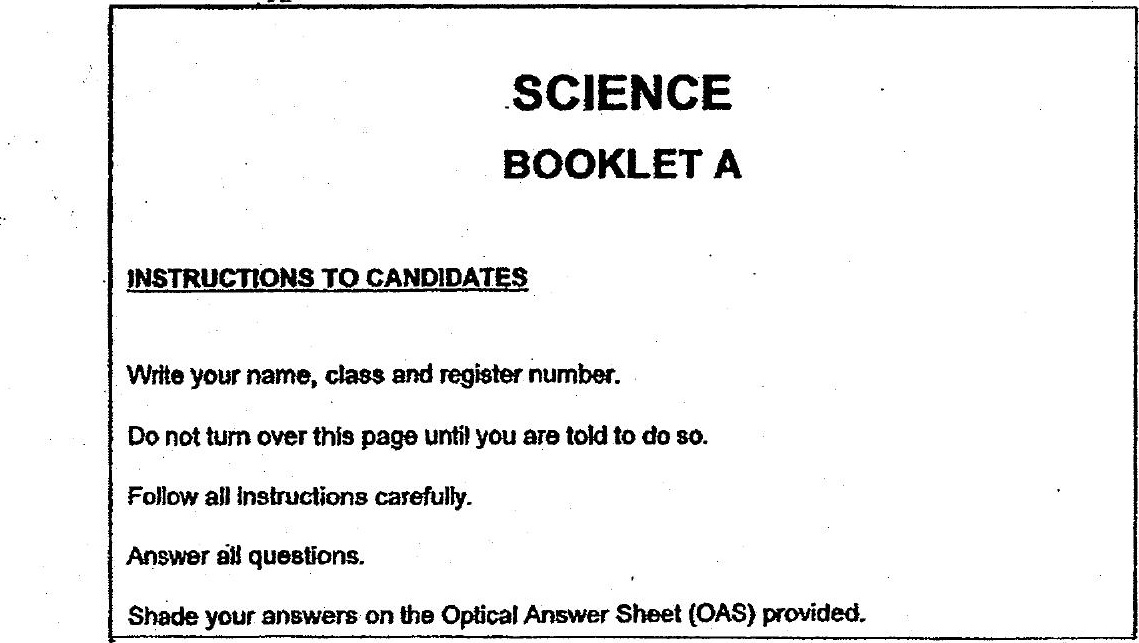 SCIENCE
BOOKLET A
INSTRUCTIONS TO CANDIDATES
Write your name, class and register number.
Do not turn over this page until you are told to do so.
Follow all instructions carefully.
Answer all questions.
Shade your answers on the Optical Answer Sheet (OAS) provided.